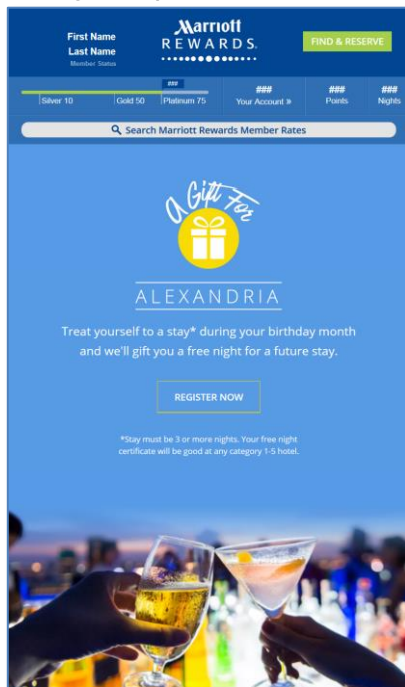 First Name
Last Name
Member Status
Marriott
REWARDS.
FIND & RESERVE
###
Silver 10
Gold 50
Platinum 75
###
Your Account »
###
Points
###
Nights
Search Marriott Rewards Member Rates
A Gift For
ALEXANDRIA
Treat yourself to a stay* during your birthday month
and we'll gift you a free night for a future stay.
REGISTER NOW
*Stay must be 3 or more nights. Your free night
certificate will be good at any category 1-5 hotel.